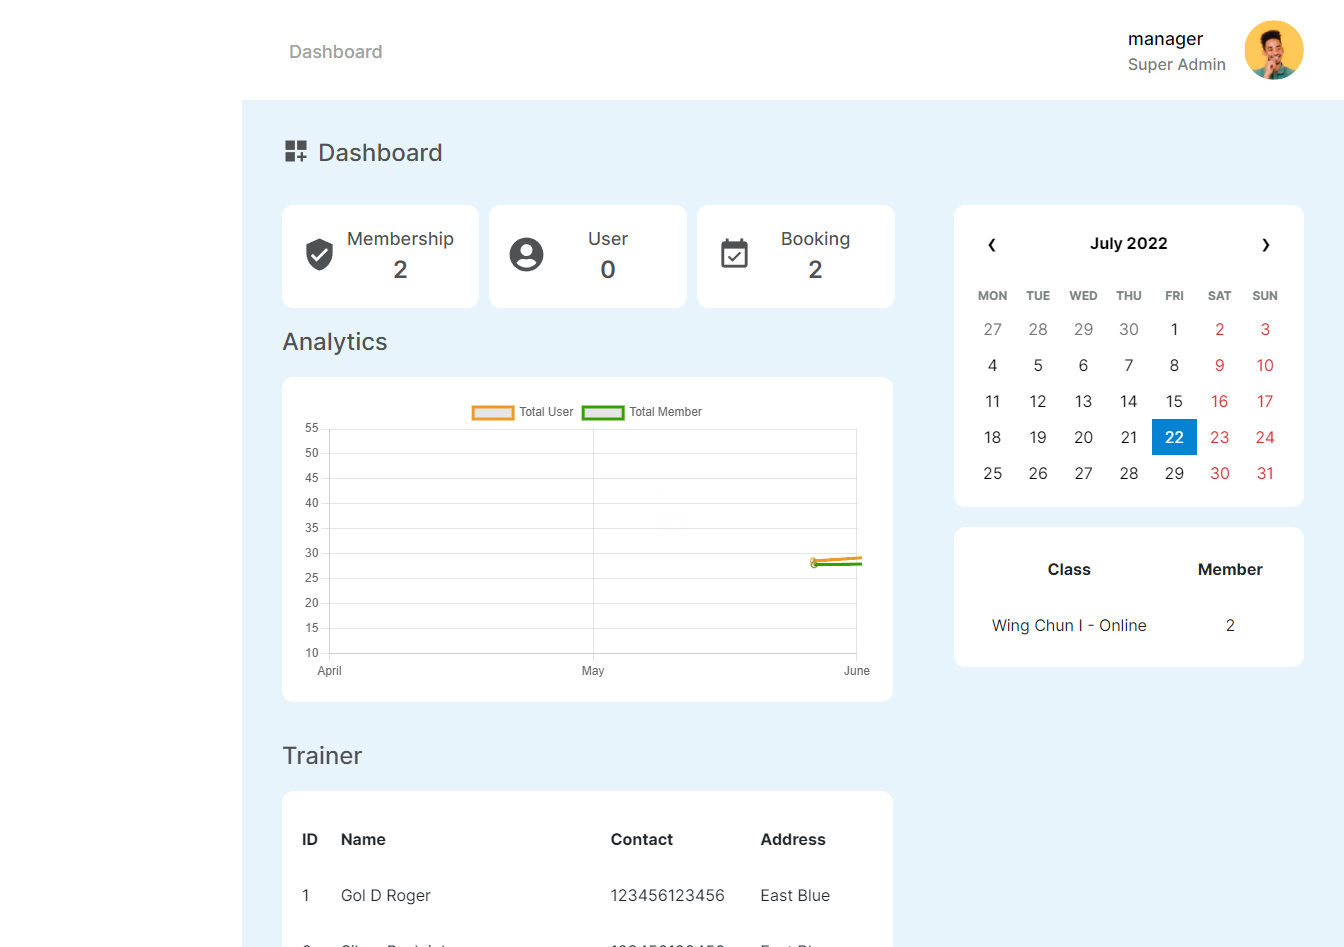 Dashboard
manager
Super Admin
Dashboard
Membership
2
User
0
Booking
2
Analytics
Total User Total Member
55
50
45
40
35
30
25
20
15
10
April May June
❮ July 2022 ❯
MON TUE WED THU FRI SAT SUN
27 28 29 30 1 2 3
4 5 6 7 8 9 10
11 12 13 14 15 16 17
18 19 20 21 22 23 24
25 26 27 28 29 30 31
Class Member
Wing Chun I - Online 2
Trainer
ID Name Contact Address
1 Gol D Roger 123456123456 East Blue